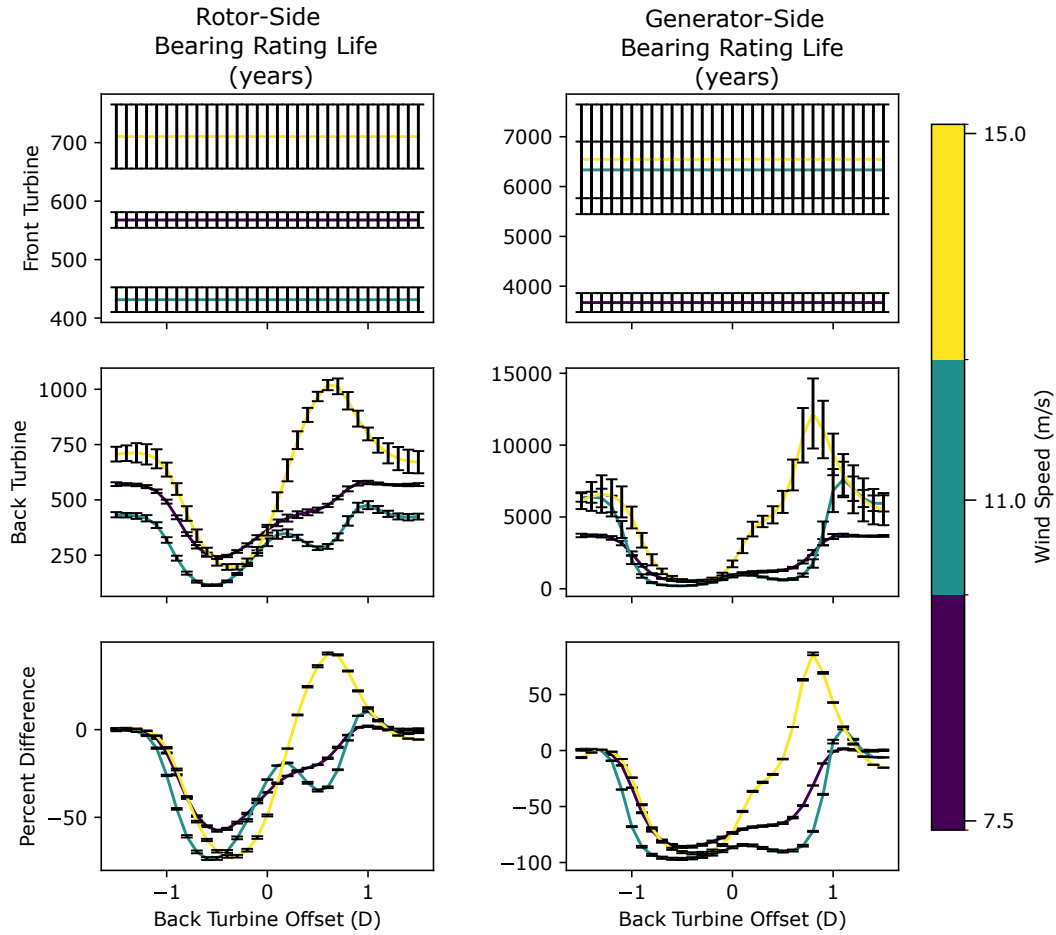 Rotor-Side
Bearing Rating Life
(years)
Generator-Side
Bearing Rating Life
(years)
Front Turbine
700
600
500
400
7000
6000
5000
4000
Back Turbine
1000
750
500
250
15000
10000
5000
0
Percent Difference
0
−50
50
0
−50
−100
−1
0
1
Back Turbine Offset (D)
−1
0
1
Back Turbine Offset (D)
15.0
11.0
7.5
Wind Speed (m/s)